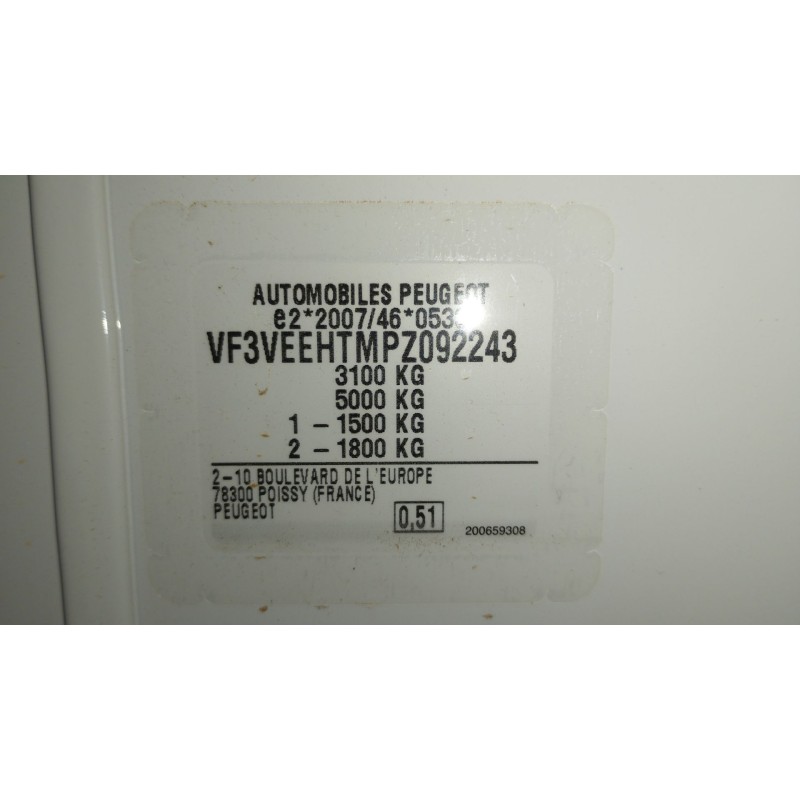 AUTOMOBILES PEUGEOT
e2*2007/46*053
VF3VEEHTMPZ092243
3100 KG
5000 KG
1 – 1500 KG
2 – 1800 KG
2–10 BOULEVARD DE L'EUROPE
78300 POISSY (FRANCE)
PEUGEOT
0,51
200659308